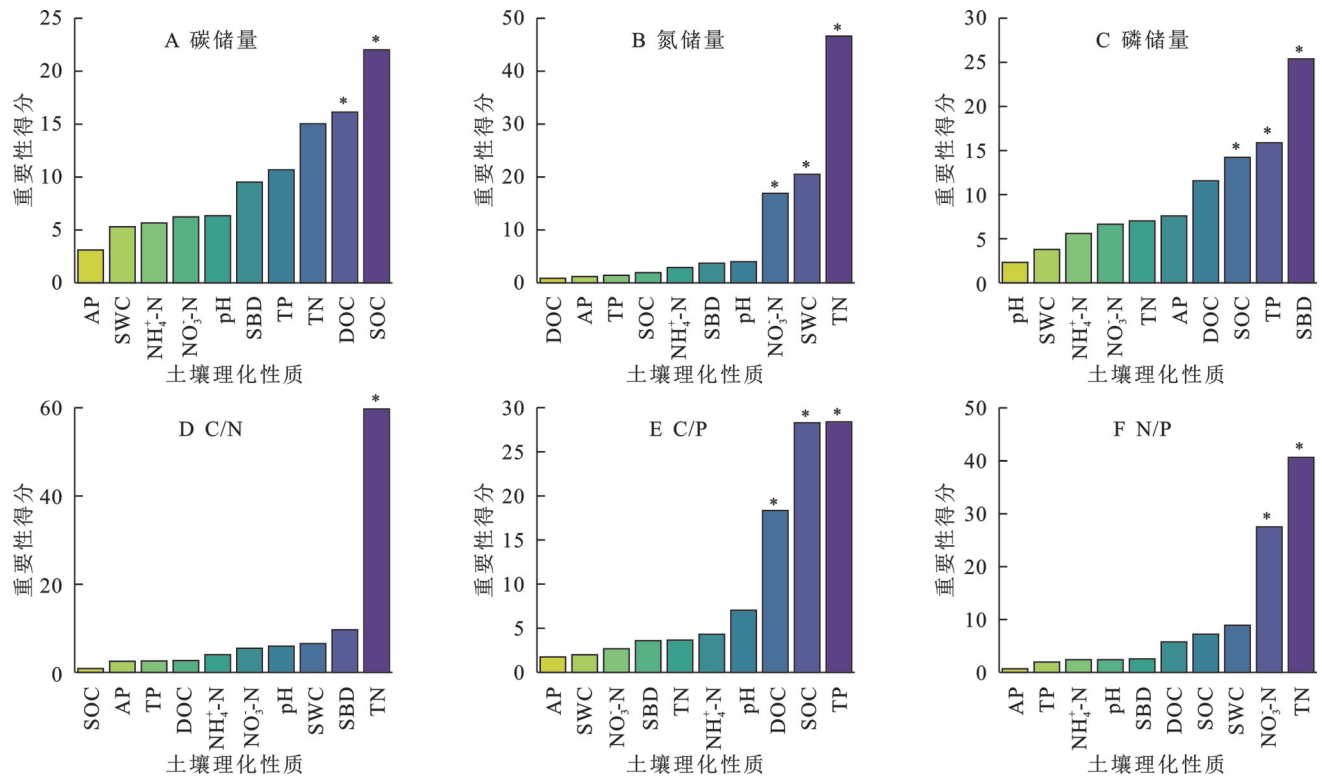 A 碳储量
重要性得分
25
20
15
10
5
0
*
*
AP
SWC
NH₄⁺-N
NO₃⁻-N
pH
SBD
TP
TN
DOC
SOC
土壤理化性质
B 氮储量
重要性得分
50
40
30
20
10
0
*
*
*
DOC
AP
TP
SOC
NH₄⁺-N
SBD
pH
NO₃⁻-N
SWC
TN
土壤理化性质
C 磷储量
重要性得分
30
25
20
15
10
5
0
*
*
*
pH
SWC
NH₄⁺-N
NO₃⁻-N
TN
AP
DOC
SOC
TP
SBD
土壤理化性质
D C/N
重要性得分
60
40
20
0
*
SOC
AP
TP
DOC
NH₄⁺-N
NO₃⁻-N
pH
SWC
SBD
TN
土壤理化性质
E C/P
重要性得分
30
25
20
15
10
5
0
*
*
*
AP
SWC
NO₃⁻-N
SBD
TN
NH₄⁺-N
pH
DOC
SOC
TP
土壤理化性质
F N/P
重要性得分
50
40
30
20
10
0
*
*
AP
TP
NH₄⁺-N
pH
SBD
DOC
SOC
SWC
NO₃⁻-N
TN
土壤理化性质